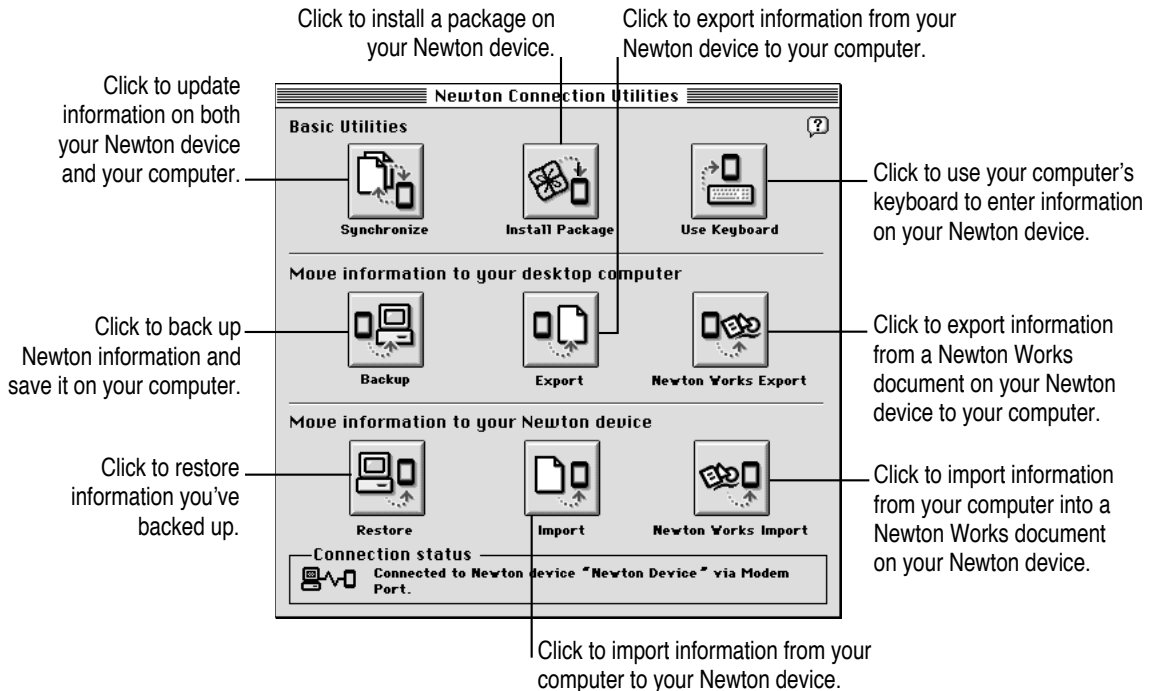 Click to install a package on
your Newton device.
Click to export information from your
Newton device to your computer.
Click to update
information on both
your Newton device
and your computer.
Newton Connection Utilities
Basic Utilities
?
Synchronize
Install Package
Use Keyboard
Click to use your computer's
keyboard to enter information
on your Newton device.
Move information to your desktop computer
Click to back up
Newton information and
save it on your computer.
Backup
Export
Newton Works Export
Click to export information
from a Newton Works
document on your Newton
device to your computer.
Move information to your Newton device
Click to restore
information you've
backed up.
Restore
Import
Newton Works Import
Click to import information
from your computer into a
Newton Works document
on your Newton device.
Connection status
Connected to Newton device "Newton Device" via Modem
Port.
Click to import information from your
computer to your Newton device.